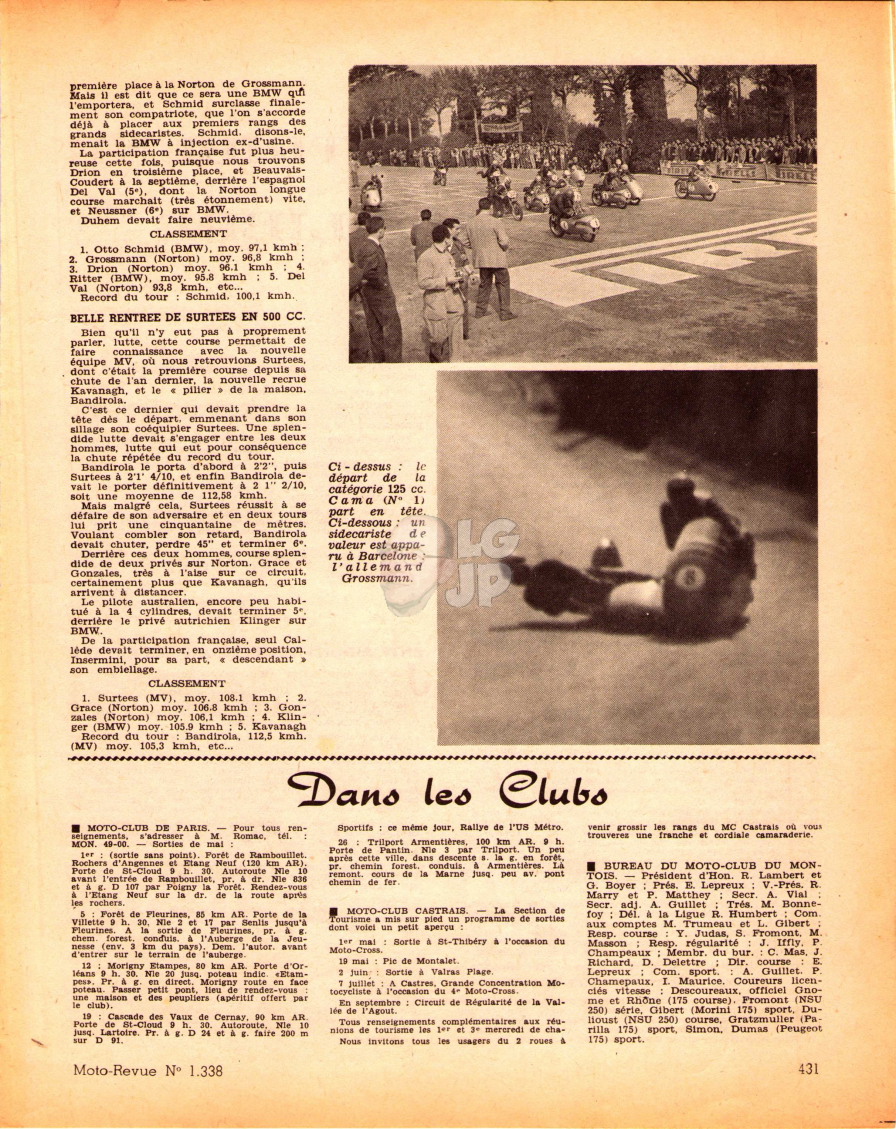 première place à la Norton de Grossmann.
Mais il est dit que ce sera une BMW qui
l'emportera, et Schmid surclasse finale-
ment son compatriote, que l'on s'accorde
déjà à placer aux premiers rangs des
grands sidecaristes. Schmid, disons-le,
menait la BMW à injection ex-d'usine.
La participation française fut plus heu-
reuse cette fois, puisque nous trouvons
Drion en troisième place, et Beauvais-
Coudert à la septième, derrière l'espagnol
Del Val (5e), dont la Norton longue
course marchait (très étonnement) vite,
et Neussner (6e) sur BMW.
Duhem devait faire neuvième.
CLASSEMENT
1. Otto Schmid (BMW), moy. 97,1 kmh ;
2. Grossmann (Norton) moy. 96,8 kmh ;
3. Drion (Norton) moy. 96.1 kmh ; 4.
Ritter (BMW), moy. 95.8 kmh ; 5. Del
Val (Norton) 93,8 kmh, etc...
Record du tour : Schmid, 100,1 kmh.
BELLE RENTREE DE SURTEES EN 500 CC.
Bien qu'il n'y eut pas à proprement
parler, lutte, cette course permettait de
faire connaissance avec la nouvelle
équipe MV, où nous retrouvions Surtees,
dont c'était la première course depuis sa
chute de l'an dernier, la nouvelle recrue
Kavanagh, et le « pilier » de la maison,
Bandirola.
C'est ce dernier qui devait prendre la
tête dès le départ, emmenant dans son
sillage son coéquipier Surtees. Une splen-
dide lutte devait s'engager entre les deux
hommes, lutte qui eut pour conséquence
la chute répétée du record du tour.
Bandirola le porta d'abord à 2'2", puis
Surtees à 2'1' 4/10, et enfin Bandirola de-
vait le porter définitivement à 2 1" 2/10,
soit une moyenne de 112,58 kmh.
Mais malgré cela, Surtees réussit à se
défaire de son adversaire et en deux tours
lui prit une cinquantaine de mètres.
Voulant combler son retard, Bandirola
devait chuter, perdre 45" et terminer 6e.
Derrière ces deux hommes, course splen-
dide de deux privés sur Norton. Grace et
Gonzales, très à l'aise sur ce circuit,
certainement plus que Kavanagh, qu'ils
arrivent à distancer.
Le pilote australien, encore peu habi-
tué à la 4 cylindres, devait terminer 5e,
derrière le privé autrichien Klinger sur
BMW.
De la participation française, seul Cal-
lède devait terminer, en onzième position,
Insermini, pour sa part, « descendant »
son embiellage.
CLASSEMENT
1. Surtees (MV), moy. 108.1 kmh ; 2.
Grace (Norton) moy. 106.8 kmh ; 3. Gon-
zales (Norton) moy. 106,1 kmh ; 4. Klin-
ger (BMW) moy. 105.9 kmh ; 5. Kavanagh
Record du tour : Bandirola, 112,5 kmh.
(MV) moy. 105,3 kmh, etc...
Ci-dessus : le
départ de la
catégorie 125 cc.
Cama (N° 1)
part en tête.
Ci-dessous : un
sidecariste de
valeur est appa-
ru à Barcelone :
l'allemand
Grossmann.
LG
JP
8
Dans les Clubs
■ MOTO-CLUB DE PARIS. — Pour tous ren-
seignements, s'adresser à M. Romac, tél. :
MON. 49-00. — Sorties de mai :
1er : (sortie sans point). Forêt de Rambouillet.
Rochers d'Angennes et Etang Neuf (120 km AR).
Porte de St-Cloud 9 h. 30. Autoroute Nle 10
avant l'entrée de Rambouillet, pr. à dr. Nle 836
et à g. D 107 par Poigny la Forêt. Rendez-vous
à l'Etang Neuf sur la dr. de la route après
les rochers.
5 : Forêt de Fleurines, 85 km AR. Porte de la
Villette 9 h. 30. Nle 2 et 17 par Senlis jusqu'à
Fleurines. A la sortie de Fleurines, pr. à g.
chem. forest. conduis. à l'Auberge de la Jeu-
nesse (env. 3 km du pays). Dem. l'autor. avant
d'entrer sur le terrain de l'auberge.
12 : Morigny Etampes, 80 km AR. Porte d'Or-
léans 9 h. 30. Nle 20 jusq. poteau indic. «Etam-
pes». Pr. à g. en direct. Morigny route en face
poteau. Passer petit pont, lieu de rendez-vous :
une maison et des peupliers (apéritif offert par
le club).
19 : Cascade des Vaux de Cernay, 90 km AR.
Porte de St-Cloud 9 h. 30. Autoroute, Nle 10
jusq. Lartoire. Pr. à g. D 24 et à g. faire 200 m
sur D 91.
Sportifs : ce même jour, Rallye de l'US Métro.
26 : Trilport Armentières, 100 km AR. 9 h.
Porte de Pantin. Nle 3 par Trilport. Un peu
après cette ville, dans descente s. la g. en forêt,
pr. chemin forest. conduis. à Armentières. Là
remont. cours de la Marne jusq. peu av. pont
chemin de fer.
■ MOTO-CLUB CASTRAIS. — La Section de
Tourisme a mis sur pied un programme de sorties
dont voici un petit aperçu :
1er mai : Sortie à St-Thibéry à l'occasion du
Moto-Cross.
19 mai : Pic de Montalet.
2 juin : Sortie à Valras Plage.
7 juillet : A Castres, Grande Concentration Mo-
tocycliste à l'occasion du 4e Moto-Cross.
En septembre : Circuit de Régularité de la Val-
lée de l'Agout.
Tous renseignements complémentaires aux réu-
nions de tourisme les 1er et 3e mercredi de cha-
Nous invitons tous les usagers du 2 roues à
venir grossir les rangs du MC Castrais où vous
trouverez une franche et cordiale camaraderie.
■ BUREAU DU MOTO-CLUB DU MON-
TOIS. — Président d'Hon. R. Lambert et
G. Boyer ; Prés. E. Lepreux ; V.-Prés. R.
Marry et P. Matthey ; Secr. A. Vial ;
Secr. adj. A. Guillet ; Trés. M. Bonne-
foy ; Dél. à la Ligue R. Humbert ; Com.
aux comptes M. Trumeau et L. Gibert ;
Resp. course : Y. Judas, S. Fromont, M.
Masson ; Resp. régularité : J. Iffly, P.
Champeaux ; Membr. du bur. : C. Mas, J.
Richard, D. Delettre ; Dir. course : E.
Lepreux ; Com. sport. : A. Guillet. P.
Champeaux, I. Maurice. Coureurs licen-
ciés vitesse : Descoureaux, officiel Gno-
me et Rhône (175 course). Fromont (NSU
250) série, Gibert (Morini 175) sport, Du-
lioust (NSU 250) course, Gratzmuller (Pa-
rilla 175) sport, Simon, Dumas (Peugeot
175) sport.
Moto-Revue N° 1.338
431